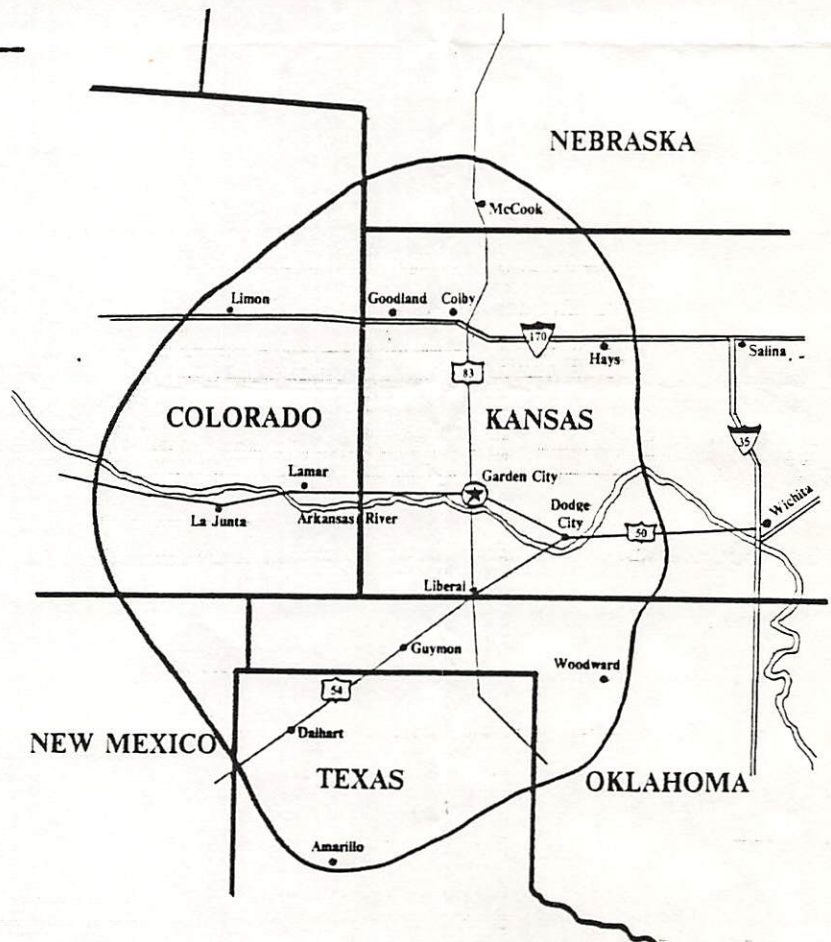 NEBRASKA
McCook
Limon
Goodland
Colby
170
Hays
Salina
83
COLORADO
KANSAS
35
Lamar
Garden City
La Junta
Arkansas River
Dodge
City
Wichita
50
Liberal
Guymon
Woodward
54
Dalhart
NEW MEXICO
TEXAS
OKLAHOMA
Amarillo